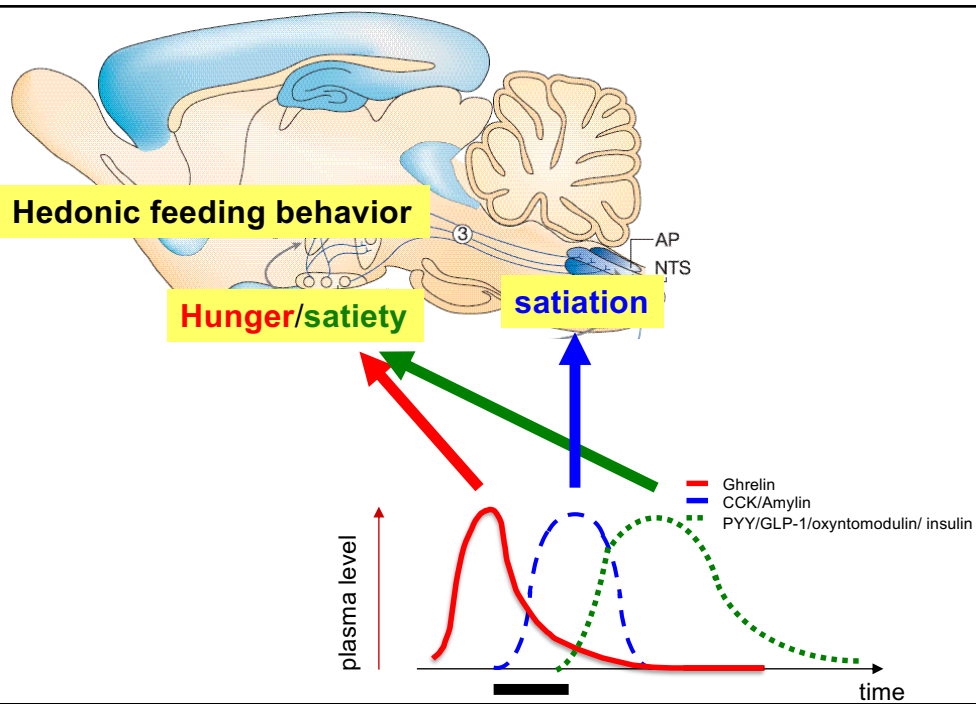 Hedonic feeding behavior
3
AP
NTS
Hunger/satiety
satiation
Ghrelin
CCK/Amylin
PYY/GLP-1/oxyntomodulin/ insulin
plasma level
time